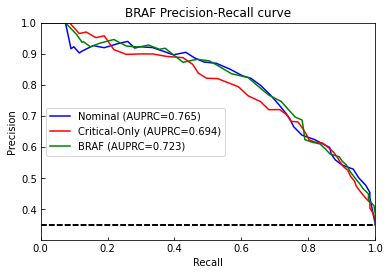 BRAF Precision-Recall curve
1.0
0.9
0.8
0.7
0.6
0.5
0.4
Precision
Nominal (AUPRC=0.765)
Critical-Only (AUPRC=0.694)
BRAF (AUPRC=0.723)
0.0 0.2 0.4 0.6 0.8 1.0
Recall